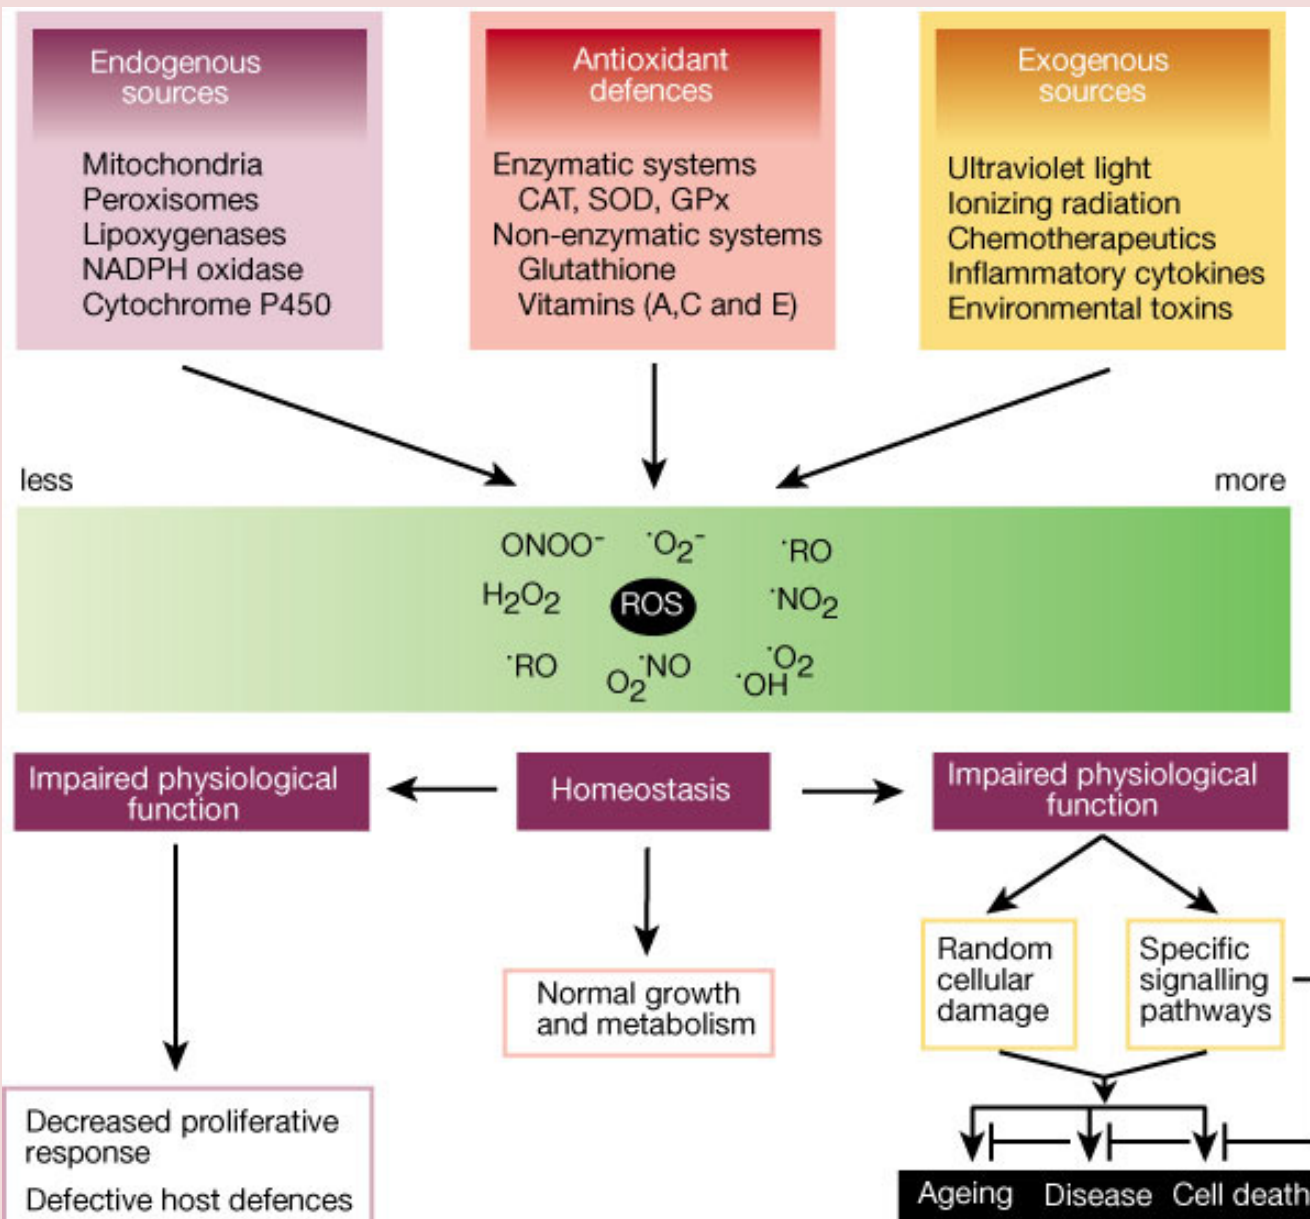 Endogenous
sources
Mitochondria
Peroxisomes
Lipoxygenases
NADPH oxidase
Cytochrome P450
Antioxidant
defences
Enzymatic systems
CAT, SOD, GPx
Non-enzymatic systems
Glutathione
Vitamins (A,C and E)
Exogenous
sources
Ultraviolet light
Ionizing radiation
Chemotherapeutics
Inflammatory cytokines
Environmental toxins
less
more
ONOO⁻ ˙O₂⁻ ˙RO
H₂O₂ ROS ˙NO₂
˙RO O₂ ˙NO ˙OH ˙O₂
Impaired physiological
function
Homeostasis
Impaired physiological
function
Normal growth
and metabolism
Random
cellular
damage
Specific
signalling
pathways
Decreased proliferative
response
Defective host defences
Ageing Disease Cell death